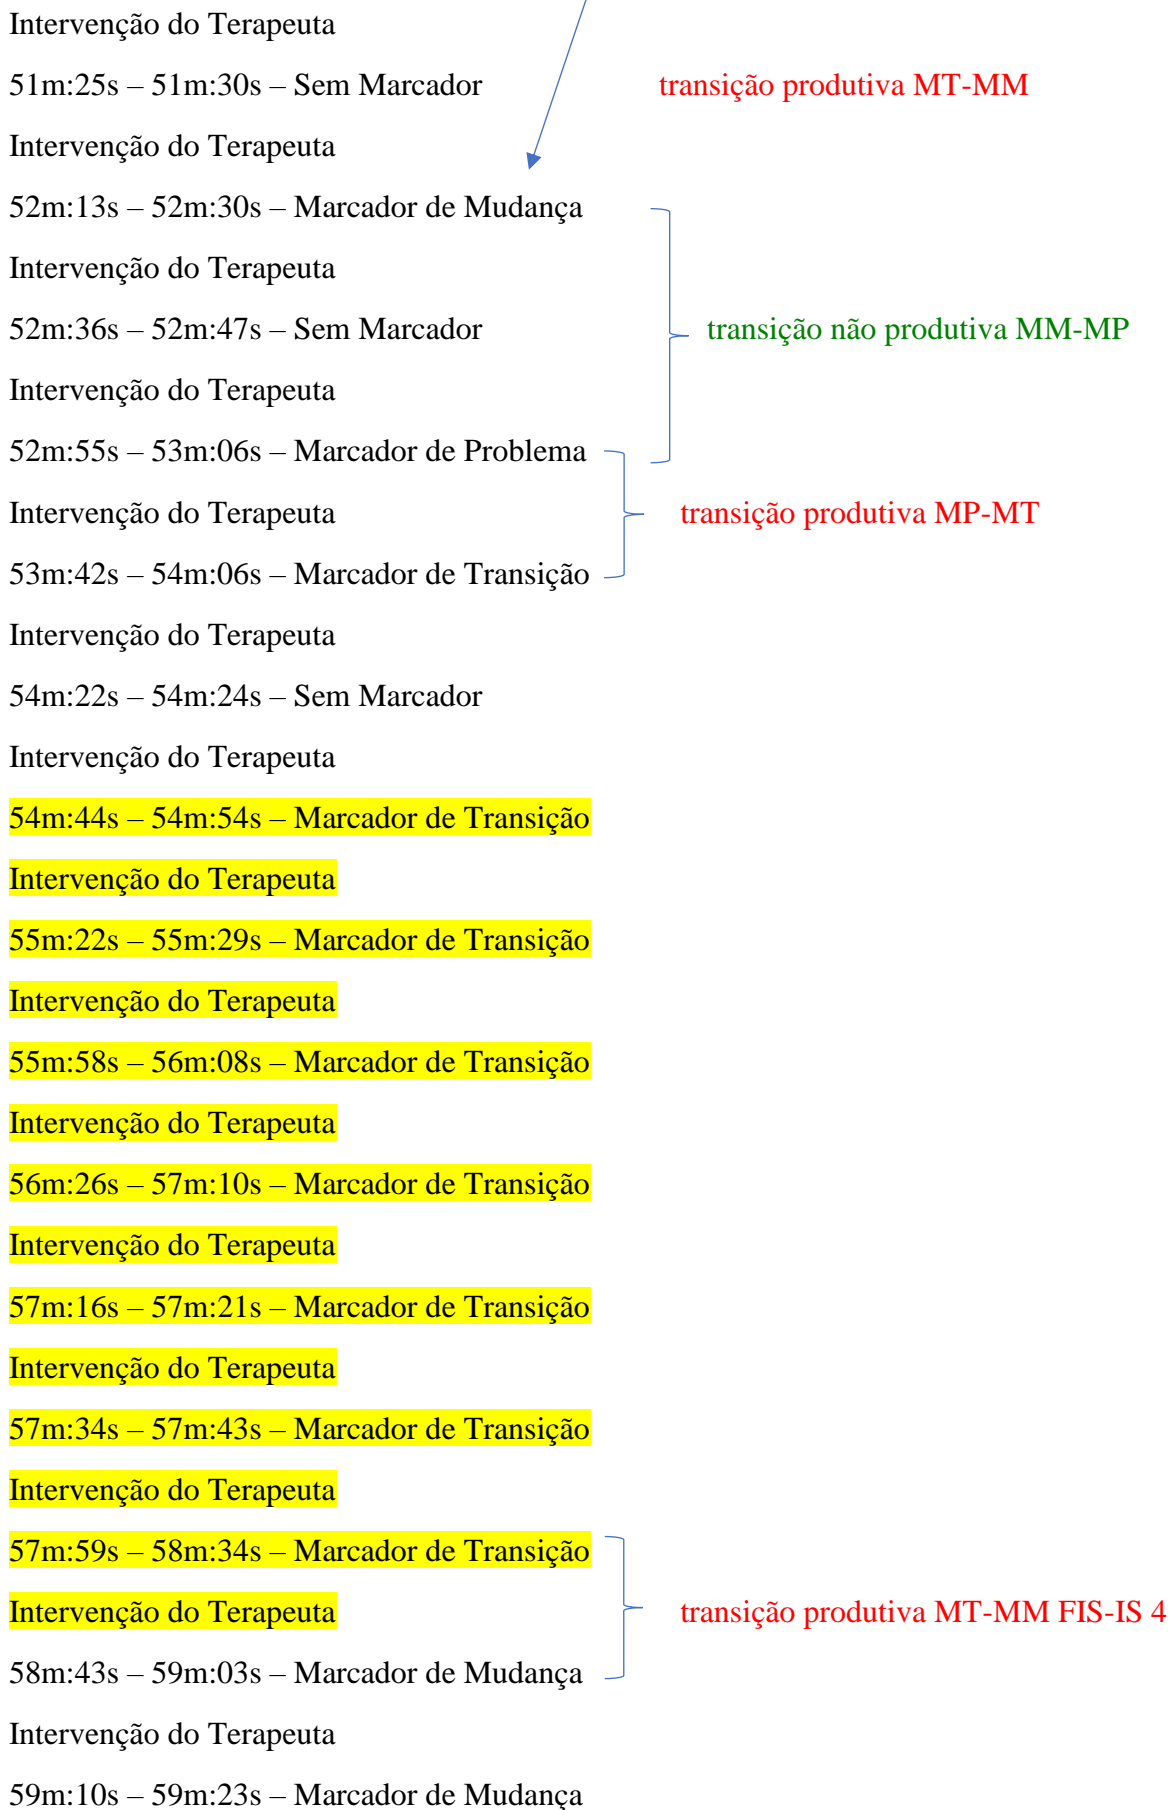 Intervenção do Terapeuta
51m:25s – 51m:30s – Sem Marcador transição produtiva MT-MM
Intervenção do Terapeuta
52m:13s – 52m:30s – Marcador de Mudança
Intervenção do Terapeuta
52m:36s – 52m:47s – Sem Marcador transição não produtiva MM-MP
Intervenção do Terapeuta
52m:55s – 53m:06s – Marcador de Problema
Intervenção do Terapeuta transição produtiva MP-MT
53m:42s – 54m:06s – Marcador de Transição
Intervenção do Terapeuta
54m:22s – 54m:24s – Sem Marcador
Intervenção do Terapeuta
54m:44s – 54m:54s – Marcador de Transição
Intervenção do Terapeuta
55m:22s – 55m:29s – Marcador de Transição
Intervenção do Terapeuta
55m:58s – 56m:08s – Marcador de Transição
Intervenção do Terapeuta
56m:26s – 57m:10s – Marcador de Transição
Intervenção do Terapeuta
57m:16s – 57m:21s – Marcador de Transição
Intervenção do Terapeuta
57m:34s – 57m:43s – Marcador de Transição
Intervenção do Terapeuta
57m:59s – 58m:34s – Marcador de Transição
Intervenção do Terapeuta transição produtiva MT-MM FIS-IS 4
58m:43s – 59m:03s – Marcador de Mudança
Intervenção do Terapeuta
59m:10s – 59m:23s – Marcador de Mudança